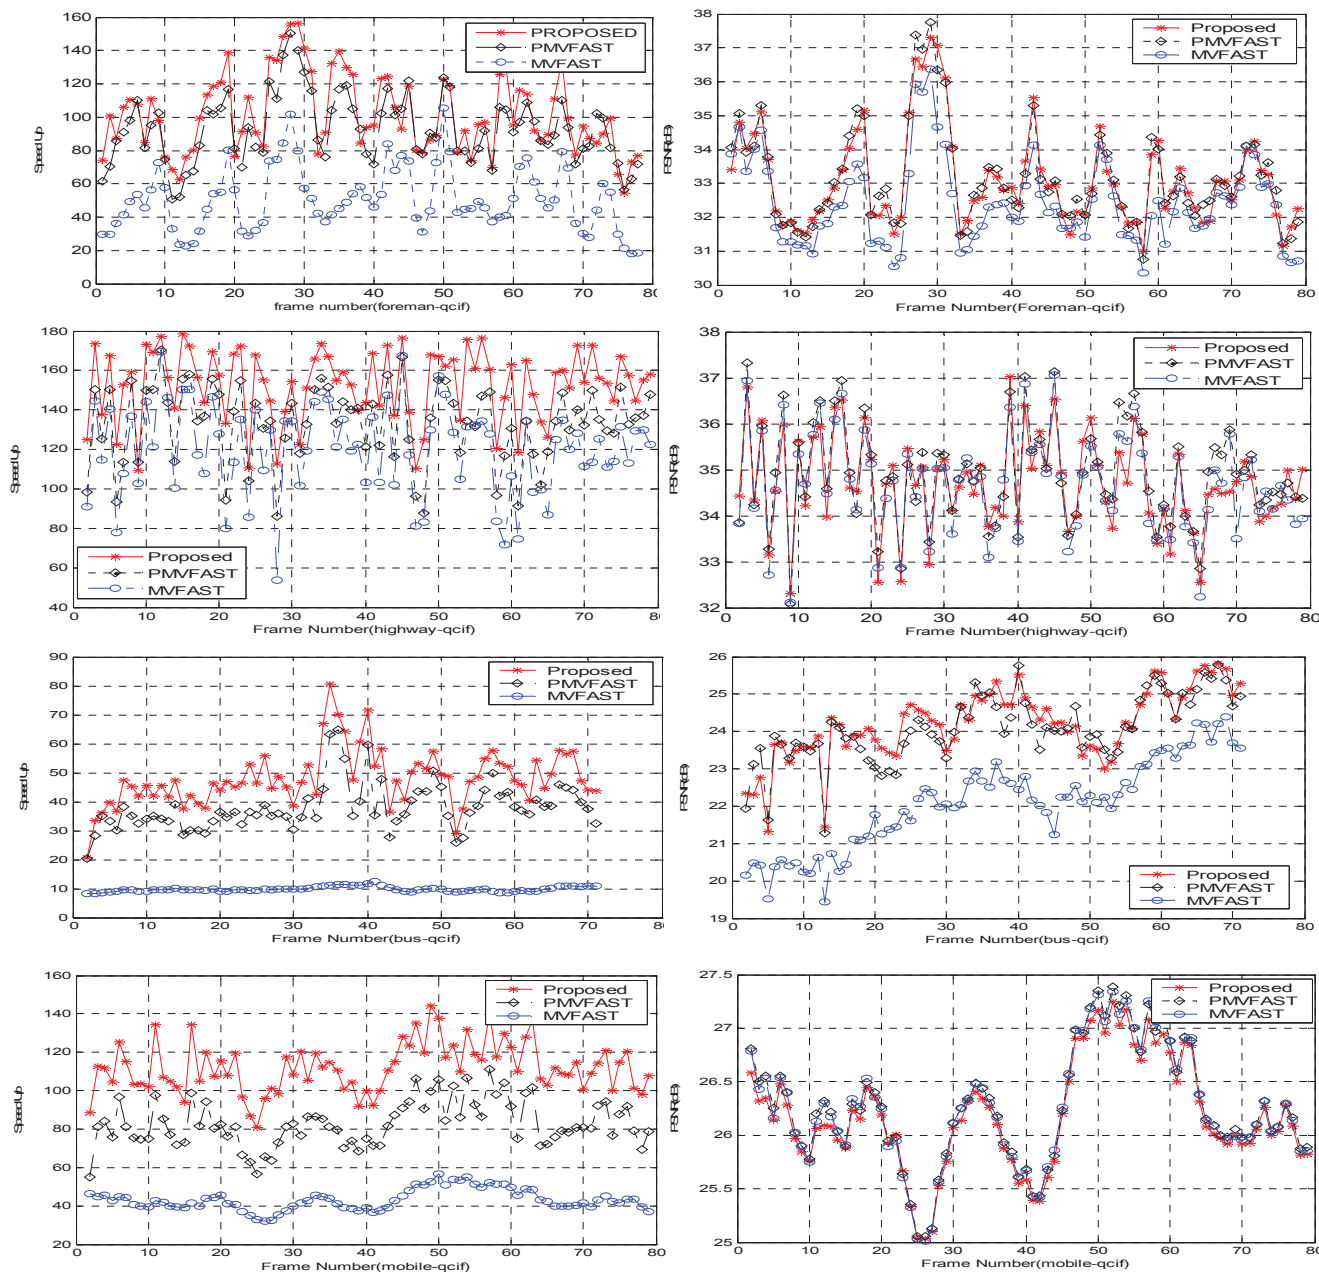 160
140
120
100
80
60
40
20
0
Speed Up
PROPOSED
PMVFAST
MVFAST
0 10 20 30 40 50 60 70 80
frame number(foreman-qcif)
38
37
36
35
34
33
32
31
30
PSNR(dB)
Proposed
PMVFAST
MVFAST
0 10 20 30 40 50 60 70 80
Frame Number(Foreman-qcif)
180
160
140
120
100
80
60
40
Speed Up
Proposed
PMVFAST
MVFAST
0 10 20 30 40 50 60 70 80
Frame Number(highway-qcif)
38
37
36
35
34
33
32
PSNR(dB)
Proposed
PMVFAST
MVFAST
0 10 20 30 40 50 60 70 80
Frame Number(highway-qcif)
90
80
70
60
50
40
30
20
10
0
Speed Up
Proposed
PMVFAST
MVFAST
0 10 20 30 40 50 60 70 80
Frame Number(bus-qcif)
26
25
24
23
22
21
20
19
PSNR(dB)
Proposed
PMVFAST
MVFAST
0 10 20 30 40 50 60 70 80
Frame Number(bus-qcif)
160
140
120
100
80
60
40
20
Speed Up
Proposed
PMVFAST
MVFAST
0 10 20 30 40 50 60 70 80
Frame Number(mobile-qcif)
27.5
27
26.5
26
25.5
25
PSNR(dB)
Proposed
PMVFAST
MVFAST
0 10 20 30 40 50 60 70 80
Frame Number(mobile-qcif)